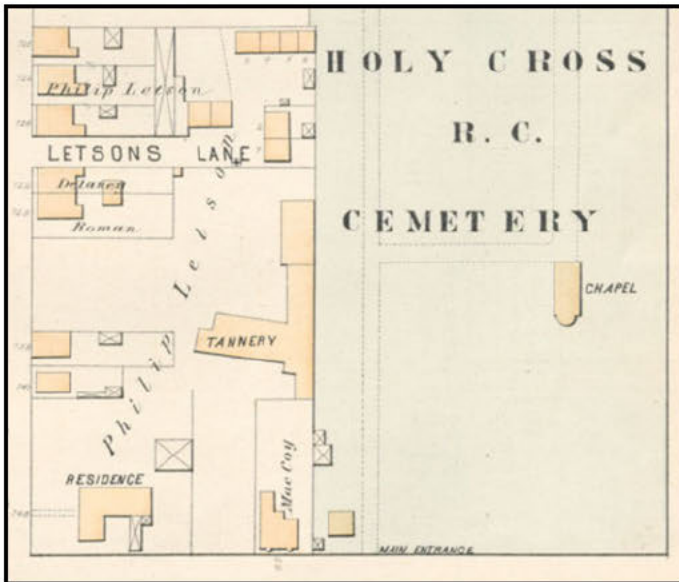 HOLY CROSS
R. C.
CEMETERY
Philip Letson
LETSONS LANE
Delaney
Roman
Philip Letson
TANNERY
CHAPEL
RESIDENCE
Mac Coy
MAIN ENTRANCE